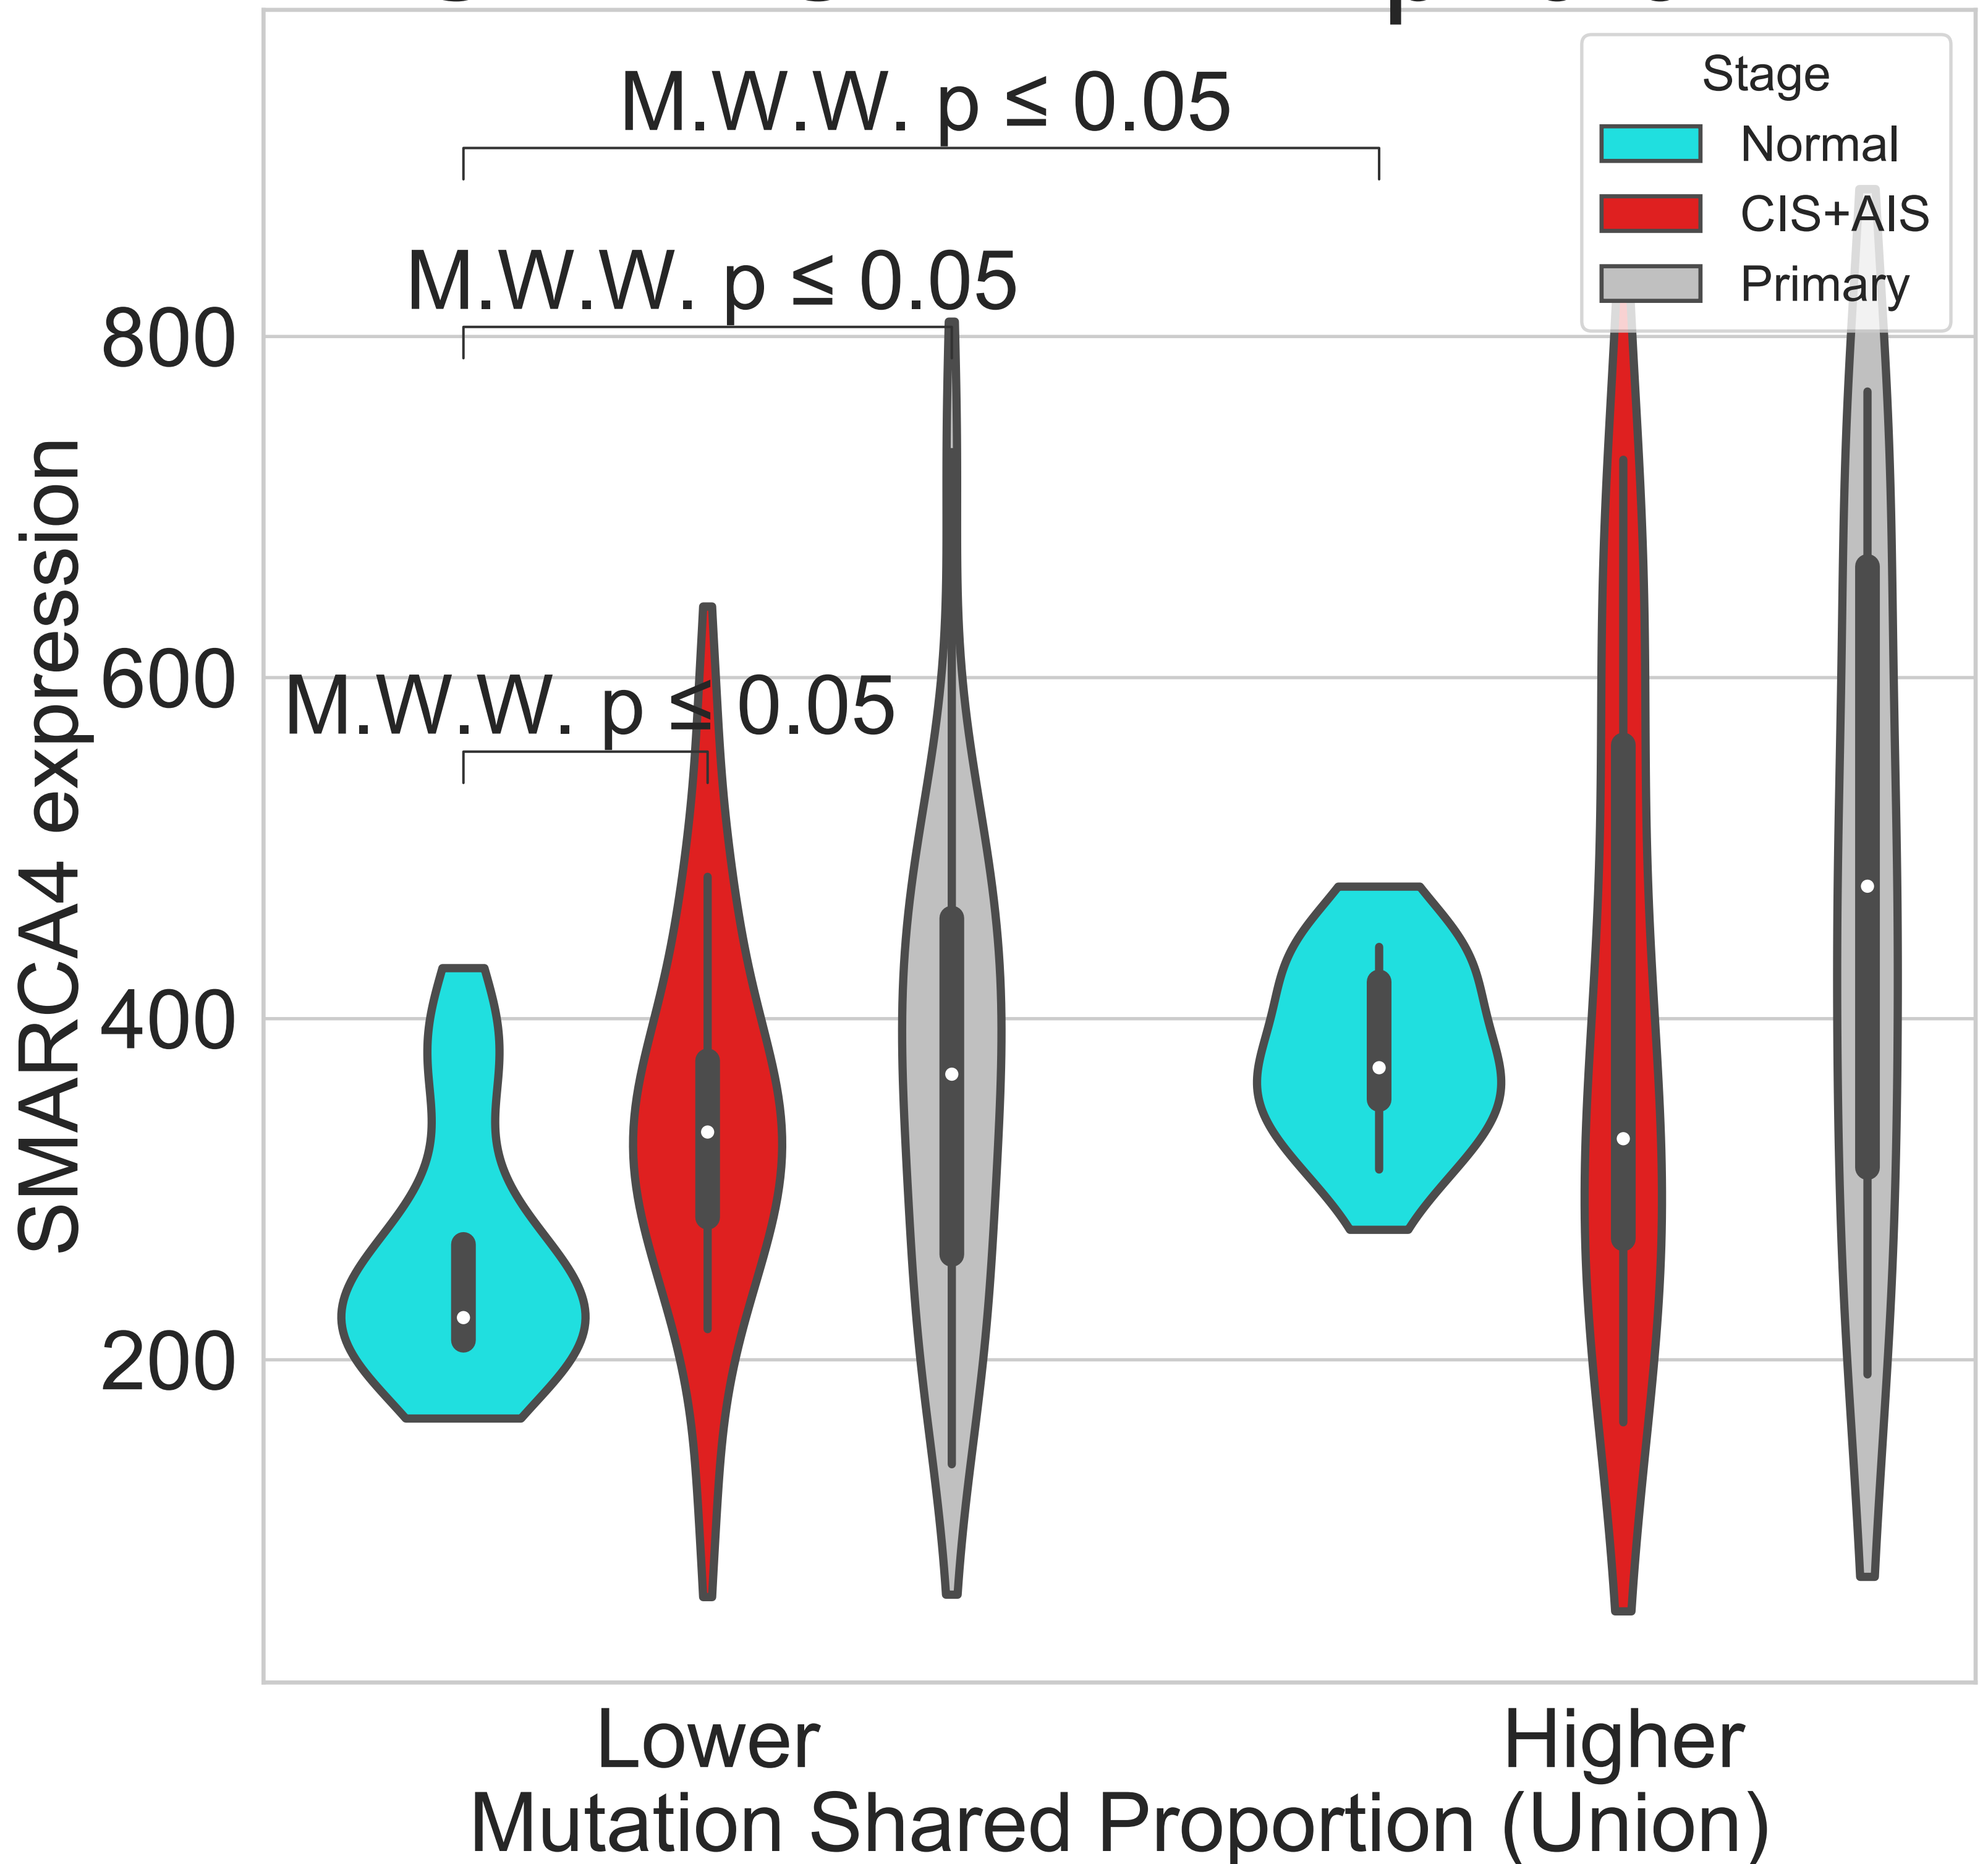 M.W.W. p ≤ 0.05
Stage
Normal
CIS+AIS
Primary
M.W.W. p ≤ 0.05
M.W.W. p ≤ 0.05
800
600
400
200
SMARCA4 expression
Lower
Higher
Mutation Shared Proportion (Union)